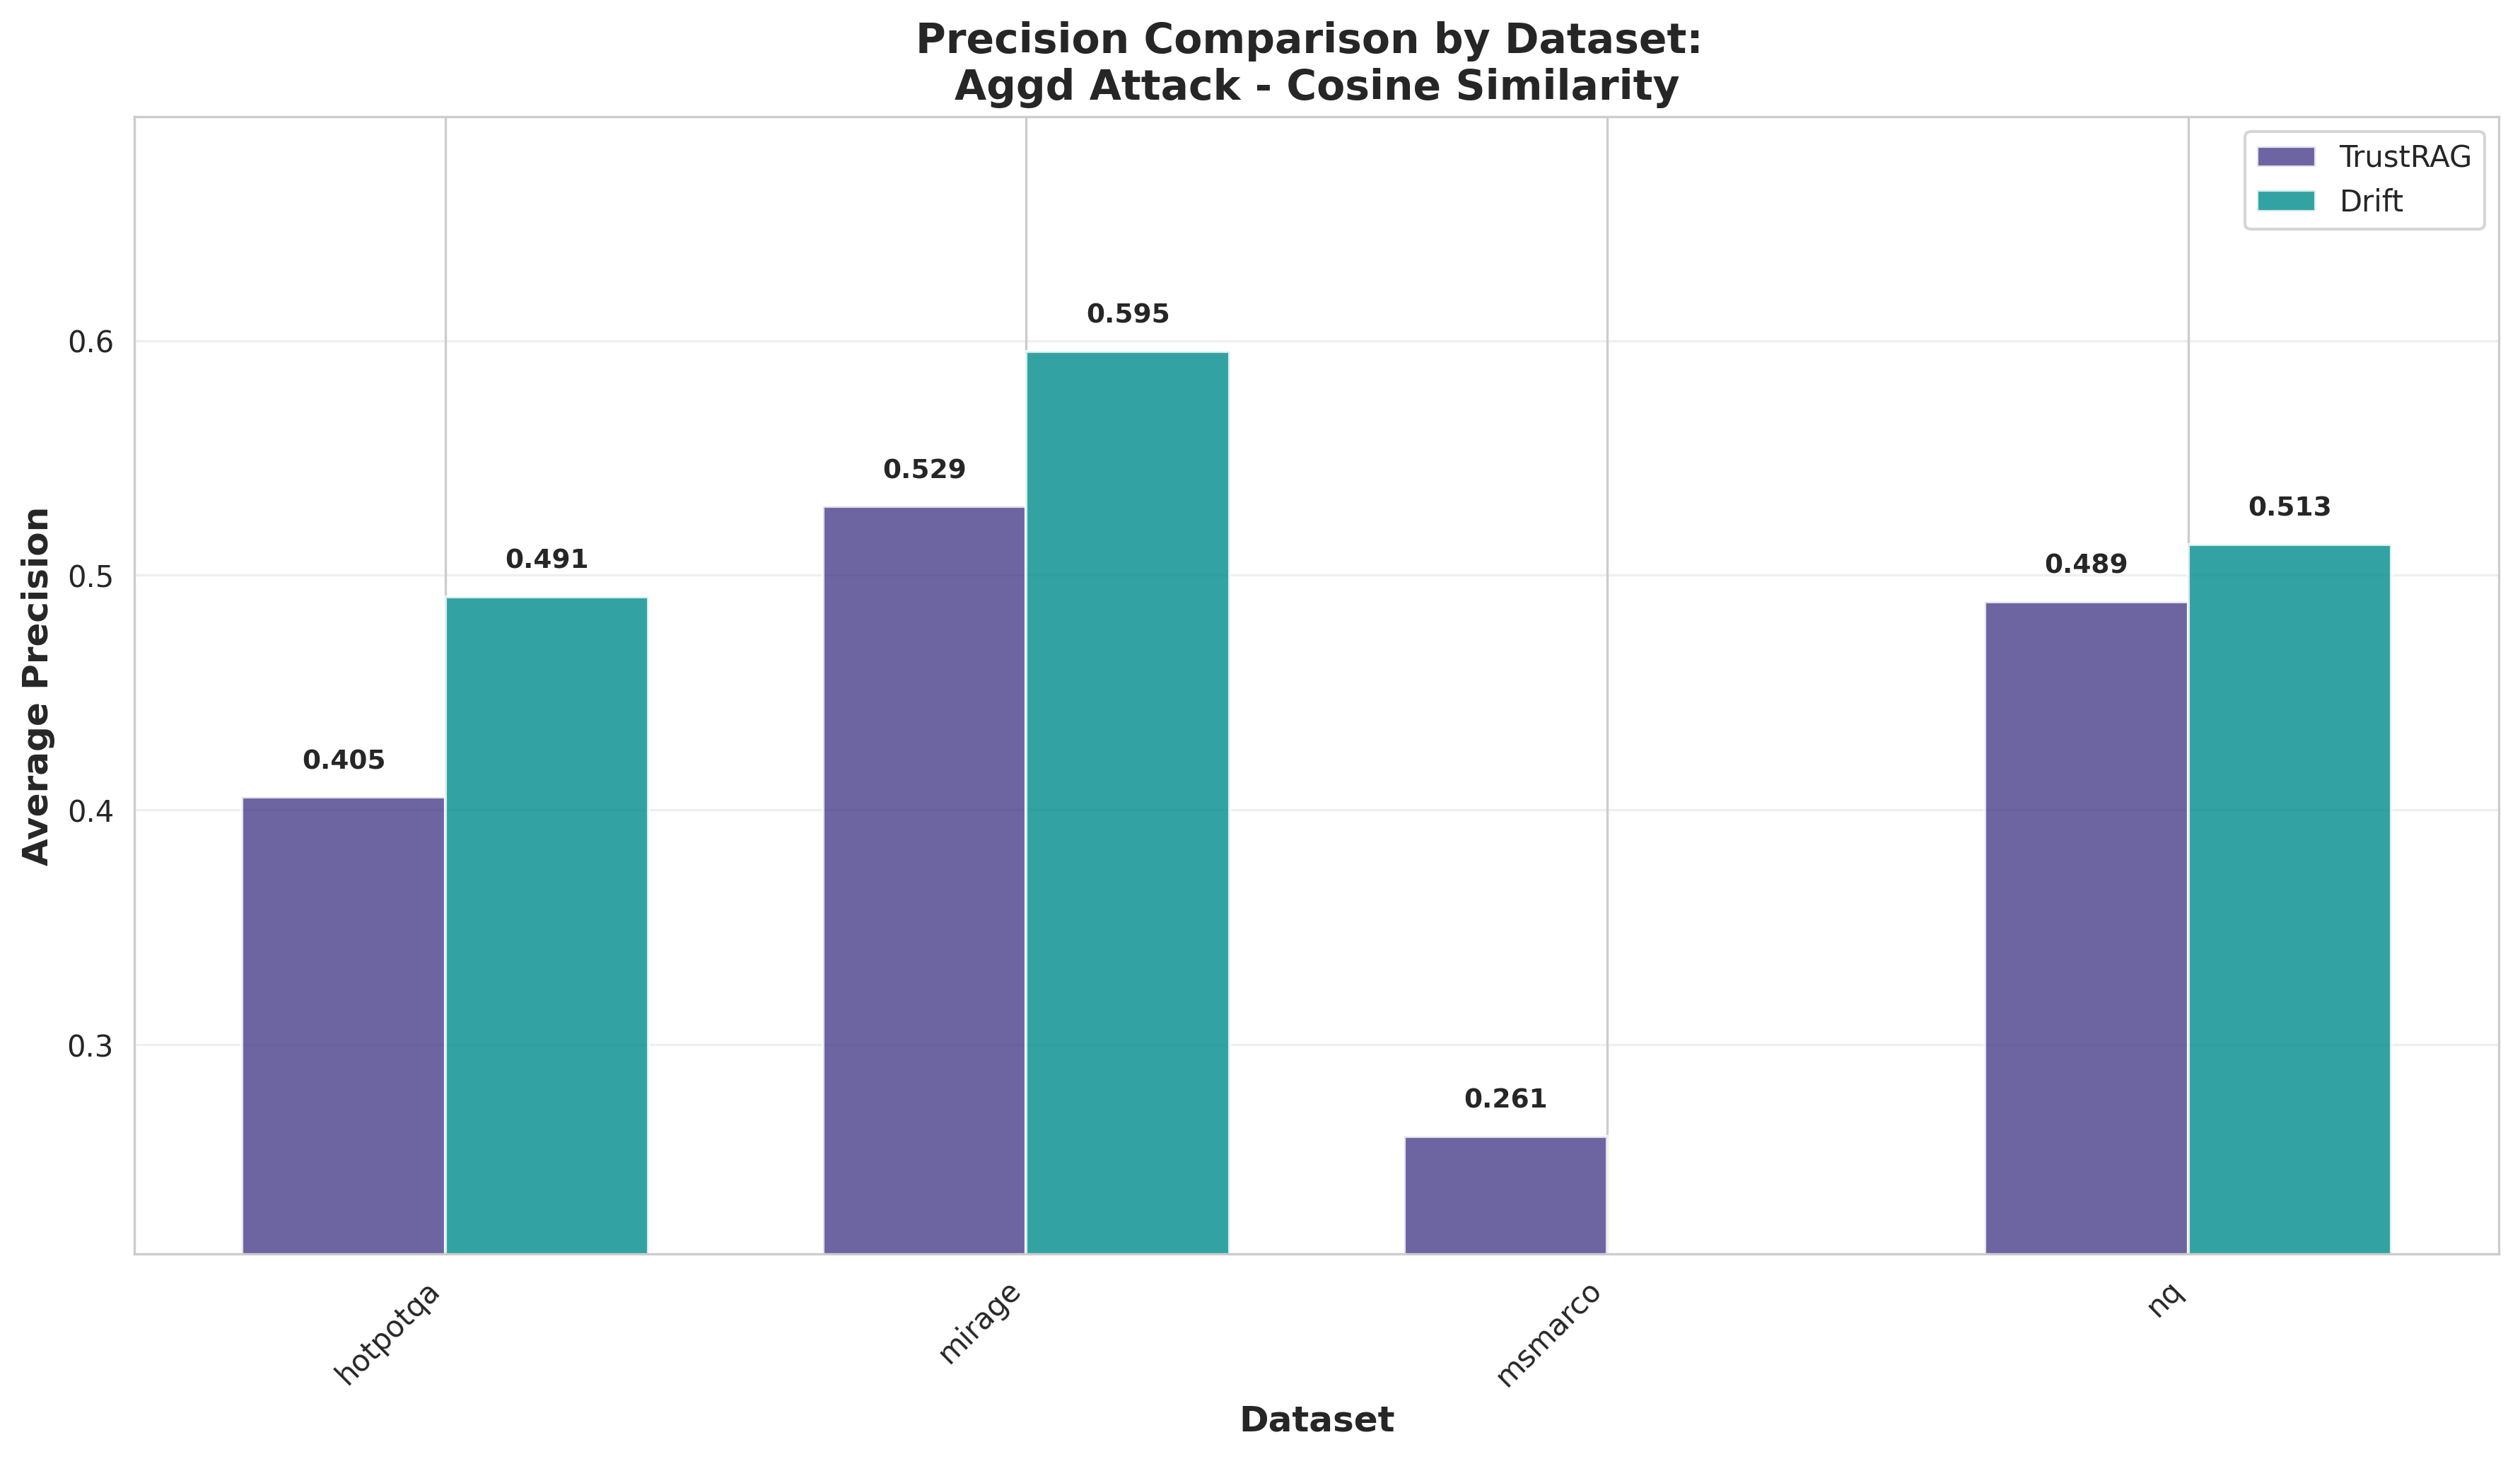 Precision Comparison by Dataset:
Aggd Attack - Cosine Similarity
TrustRAG
Drift
Average Precision
0.6
0.5
0.4
0.3
0.405
0.491
0.529
0.595
0.261
0.489
0.513
hotpotqa
mirage
msmarco
nq
Dataset